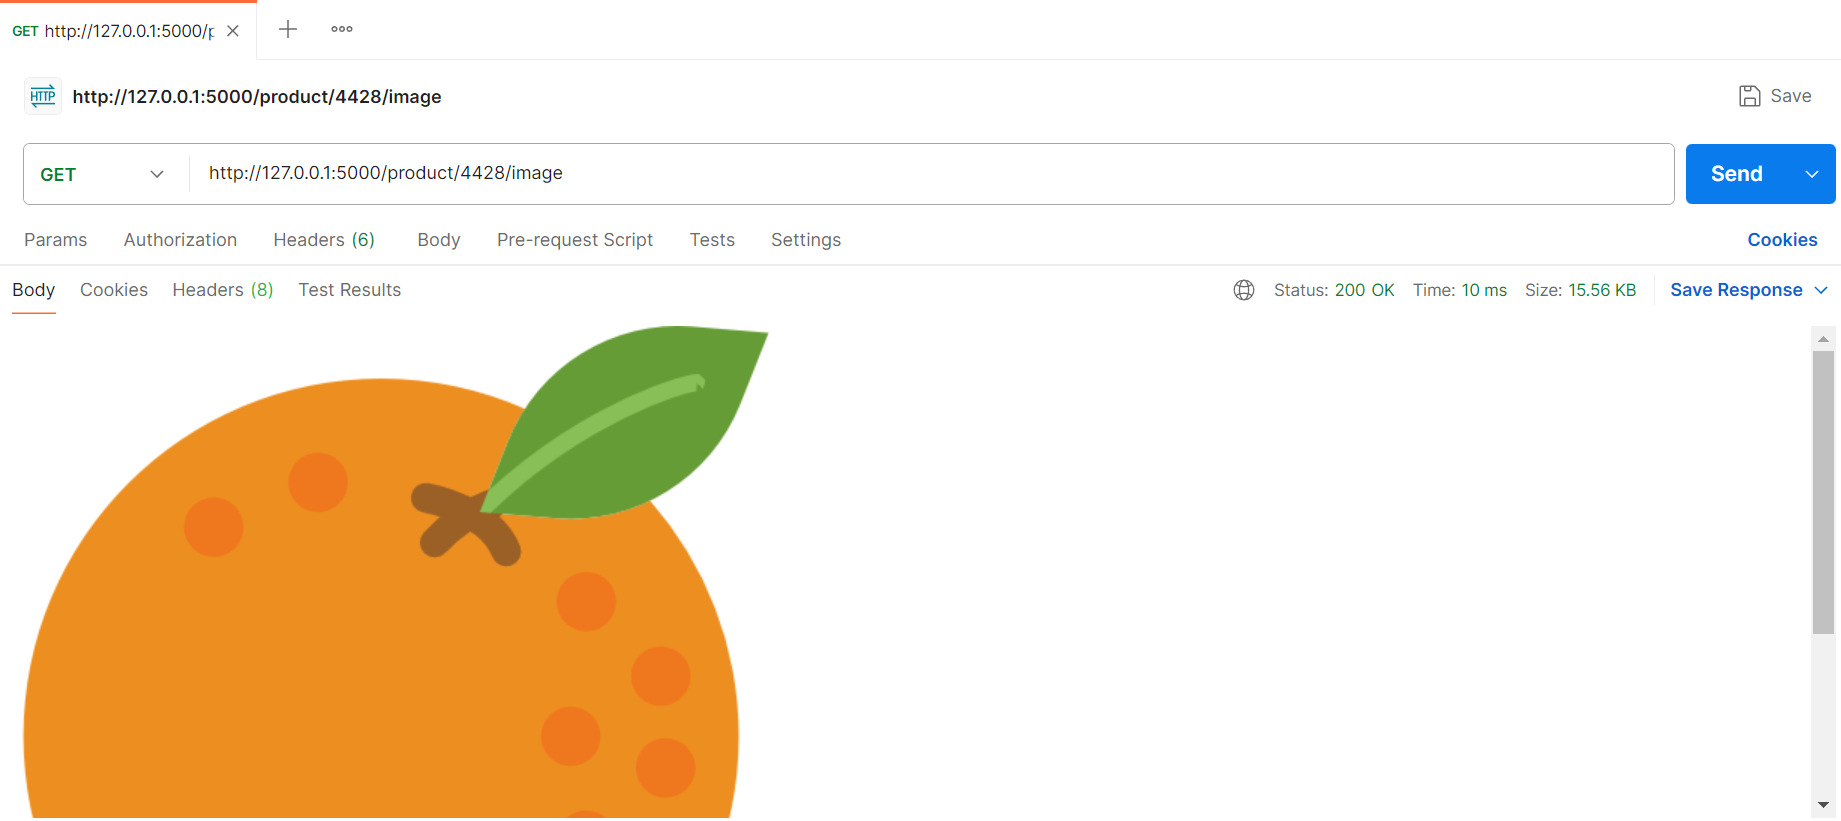 GET http://127.0.0.1:5000/p
HTTP http://127.0.0.1:5000/product/4428/image Save
GET http://127.0.0.1:5000/product/4428/image Send
Params Authorization Headers (6) Body Pre-request Script Tests Settings Cookies
Body Cookies Headers (8) Test Results Status: 200 OK Time: 10 ms Size: 15.56 KB Save Response